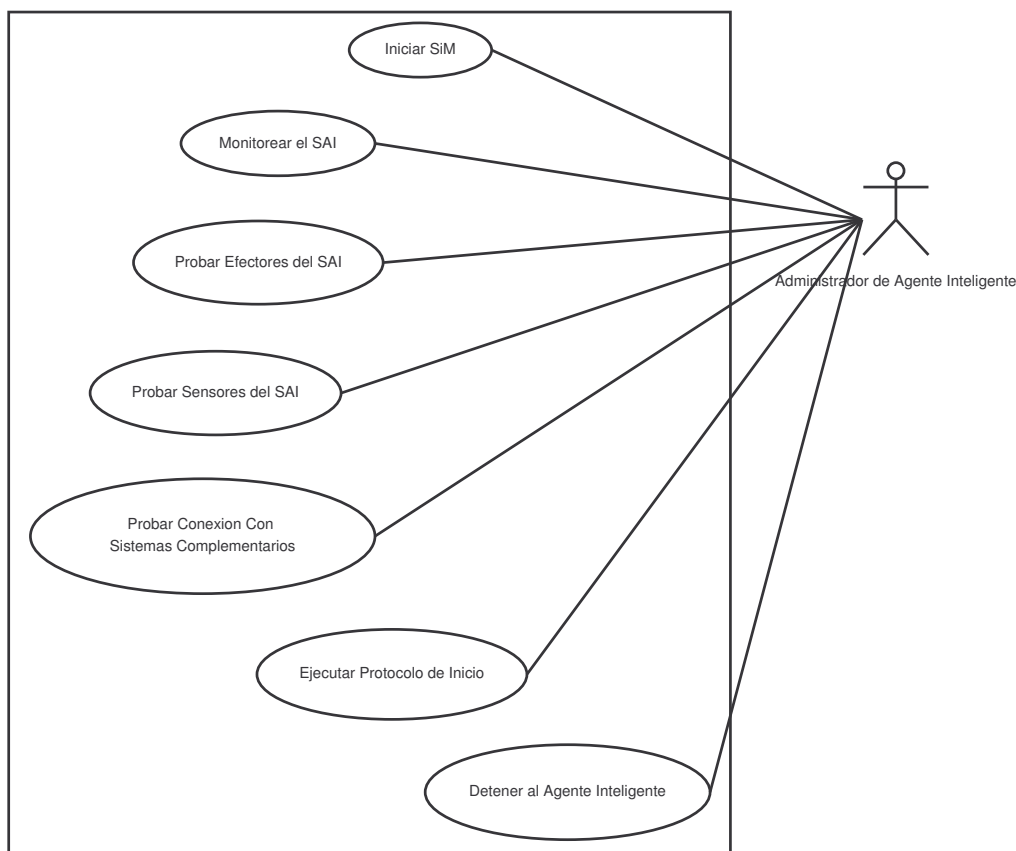 Iniciar SiM
Monitorear el SAI
Probar Efectores del SAI
Administrador de Agente Inteligente
Probar Sensores del SAI
Probar Conexion Con
Sistemas Complementarios
Ejecutar Protocolo de Inicio
Detener al Agente Inteligente